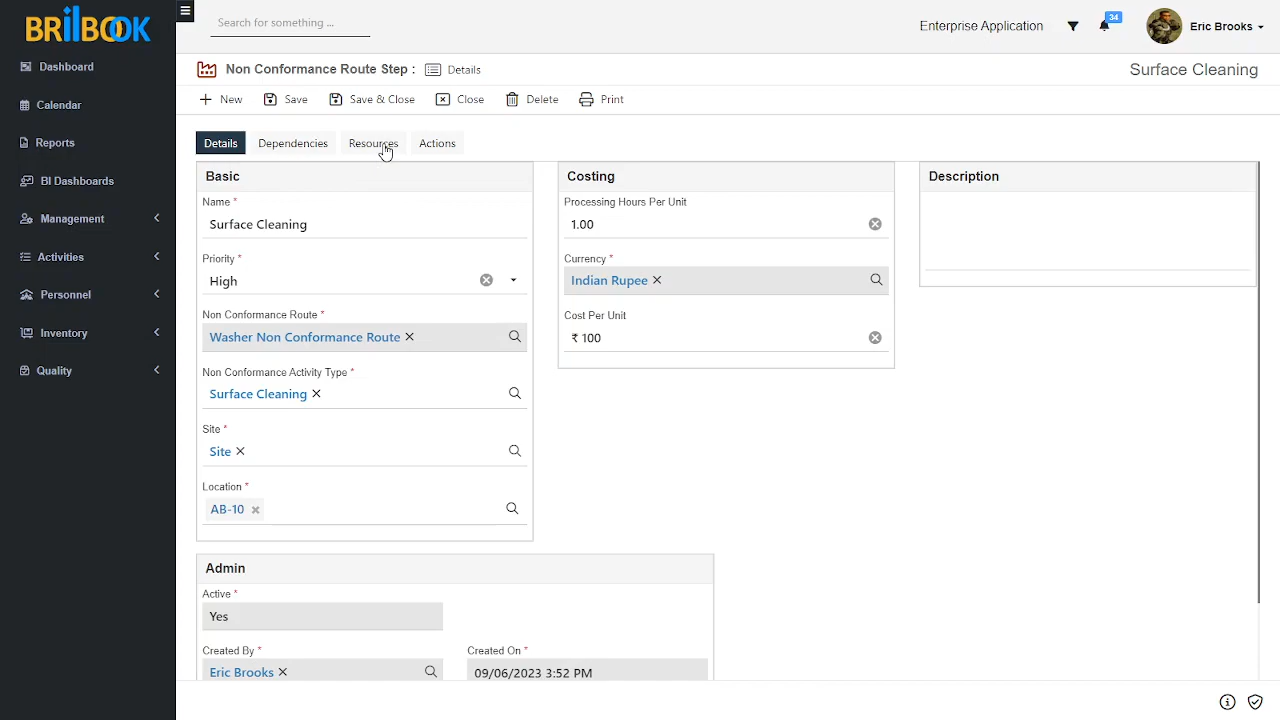 BRILBOOK
Search for something ...
Enterprise Application
34
Eric Brooks
Dashboard
Calendar
Reports
BI Dashboards
Management
Activities
Personnel
Inventory
Quality
Non Conformance Route Step :
Details
Surface Cleaning
New
Save
Save & Close
Close
Delete
Print
Details
Dependencies
Resources
Actions
Basic
Name *
Surface Cleaning
Priority *
High
Non Conformance Route *
Washer Non Conformance Route
Non Conformance Activity Type *
Surface Cleaning
Site *
Site
Location *
AB-10
Costing
Processing Hours Per Unit
1.00
Currency *
Indian Rupee
Cost Per Unit
₹ 100
Description
Admin
Active *
Yes
Created By *
Eric Brooks
Created On *
09/06/2023 3:52 PM